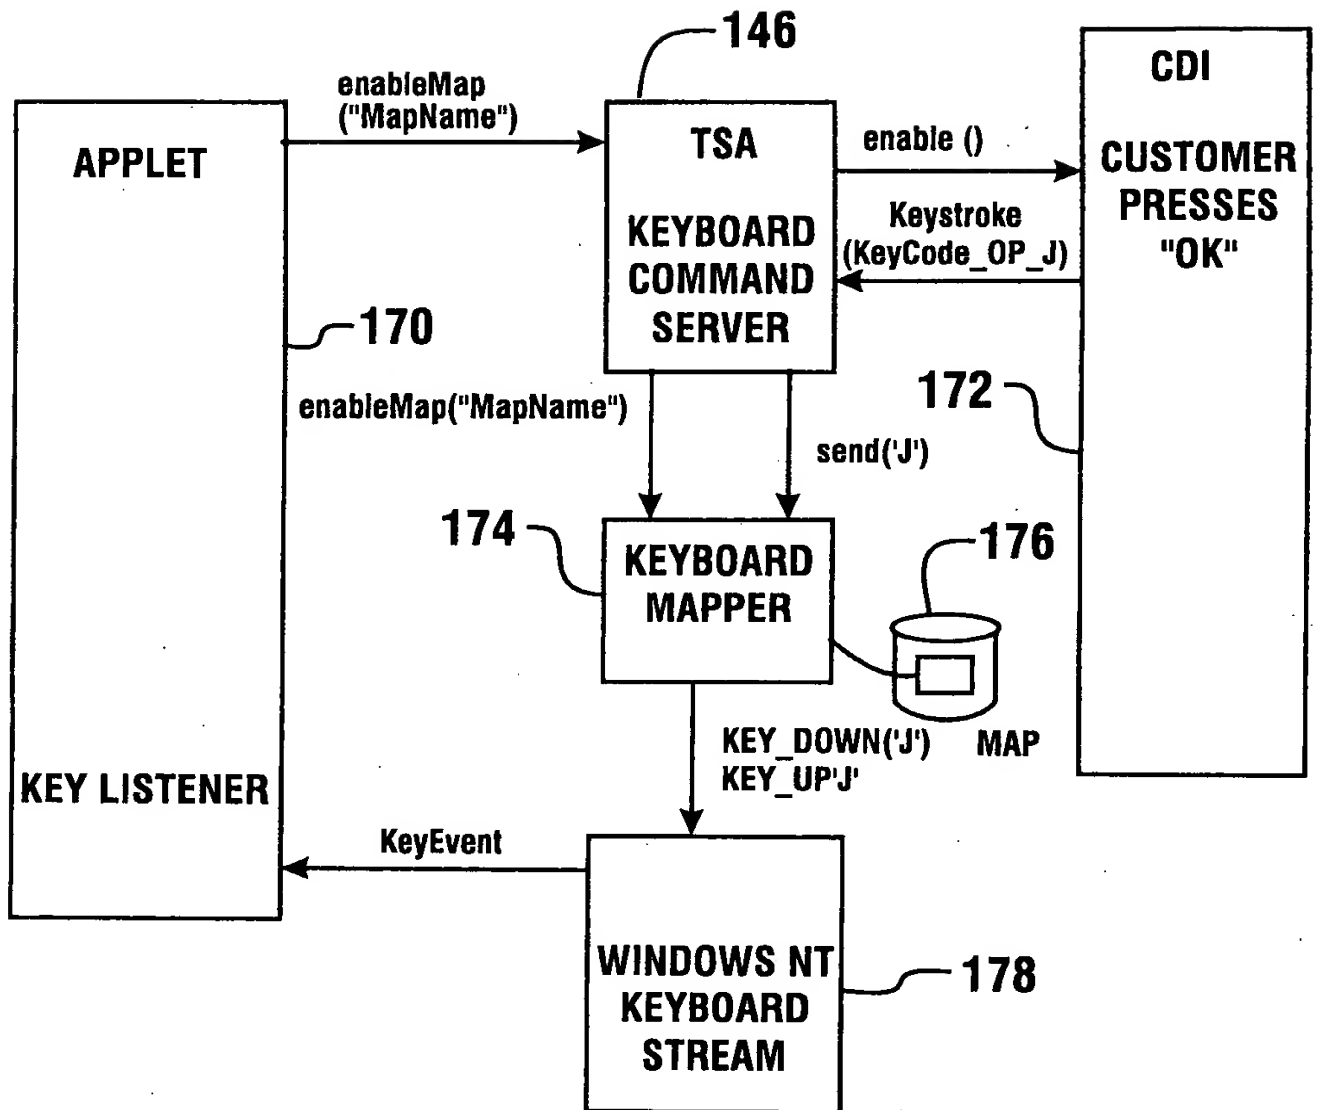 146
CDI
enableMap
("MapName")
APPLET
TSA
enable ()
CUSTOMER
PRESSES
"OK"
KEYBOARD
COMMAND
SERVER
Keystroke
(KeyCode_OP_J)
170
172
enableMap("MapName")
send('J')
174
KEYBOARD
MAPPER
176
KEY_DOWN('J')
KEY_UP'J'
MAP
KEY LISTENER
KeyEvent
WINDOWS NT
KEYBOARD
STREAM
178